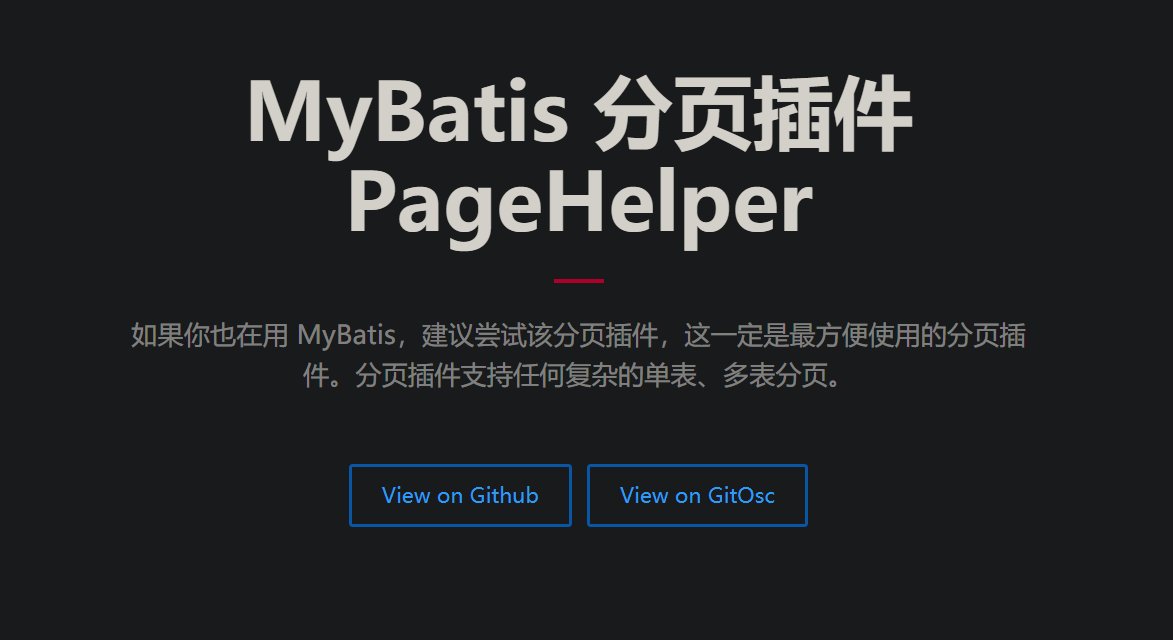 MyBatis 分页插件
PageHelper
如果你也在用 MyBatis，建议尝试该分页插件，这一定是最方便使用的分页插
件。分页插件支持任何复杂的单表、多表分页。
View on Github
View on GitOsc